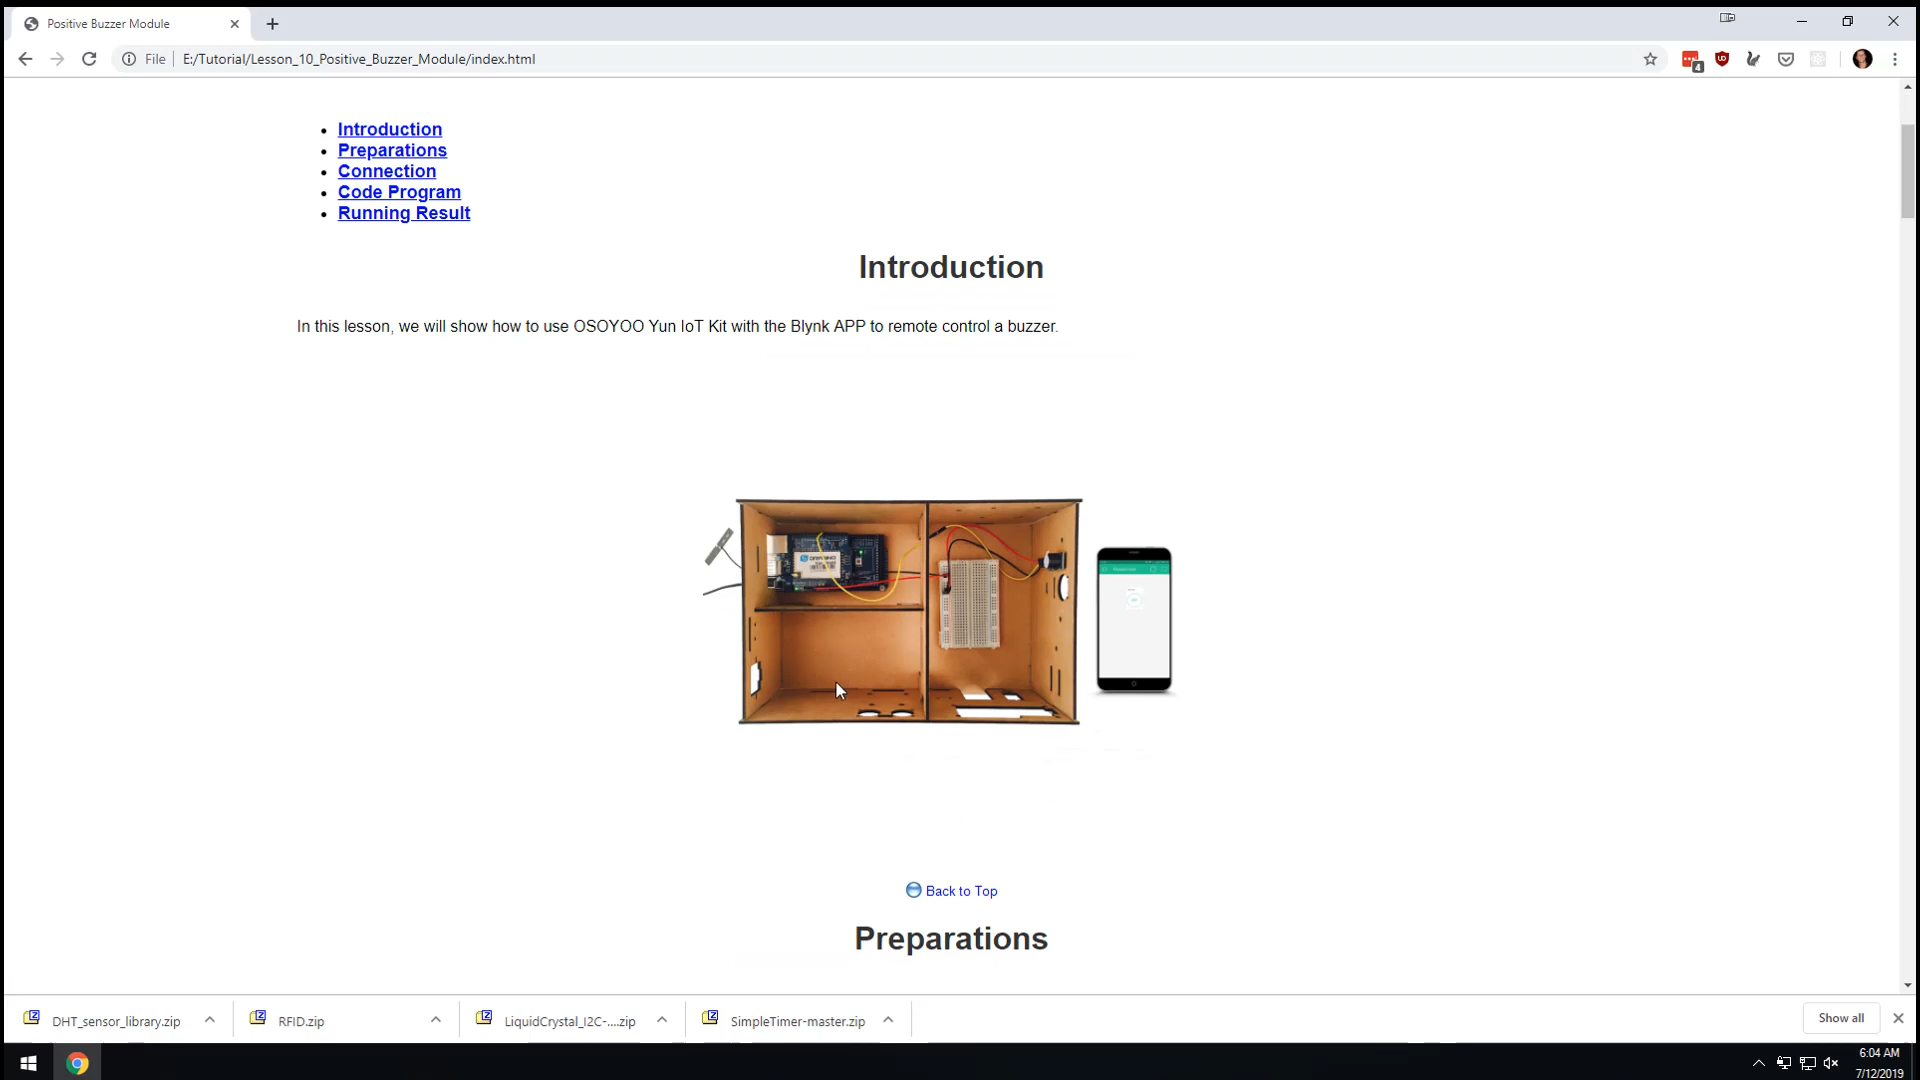 Positive Buzzer Module
File
E:/Tutorial/Lesson_10_Positive_Buzzer_Module/index.html
4
Introduction
Preparations
Connection
Code Program
Running Result
Introduction
In this lesson, we will show how to use OSOYOO Yun IoT Kit with the Blynk APP to remote control a buzzer.
Back to Top
Preparations
DHT_sensor_library.zip
RFID.zip
LiquidCrystal_I2C-....zip
SimpleTimer-master.zip
Show all
6:04 AM
7/12/2019